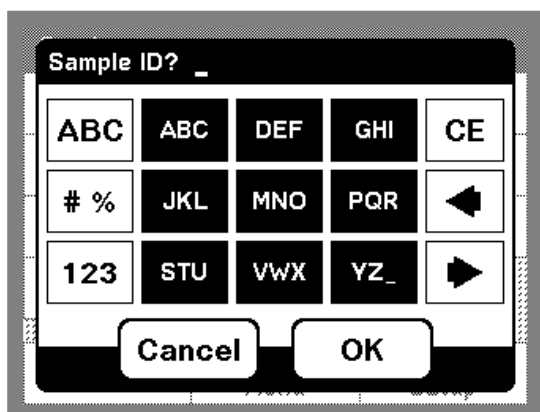 Sample ID? _
ABC ABC DEF GHI CE
# % JKL MNO PQR
123 STU VWX YZ_
Cancel OK